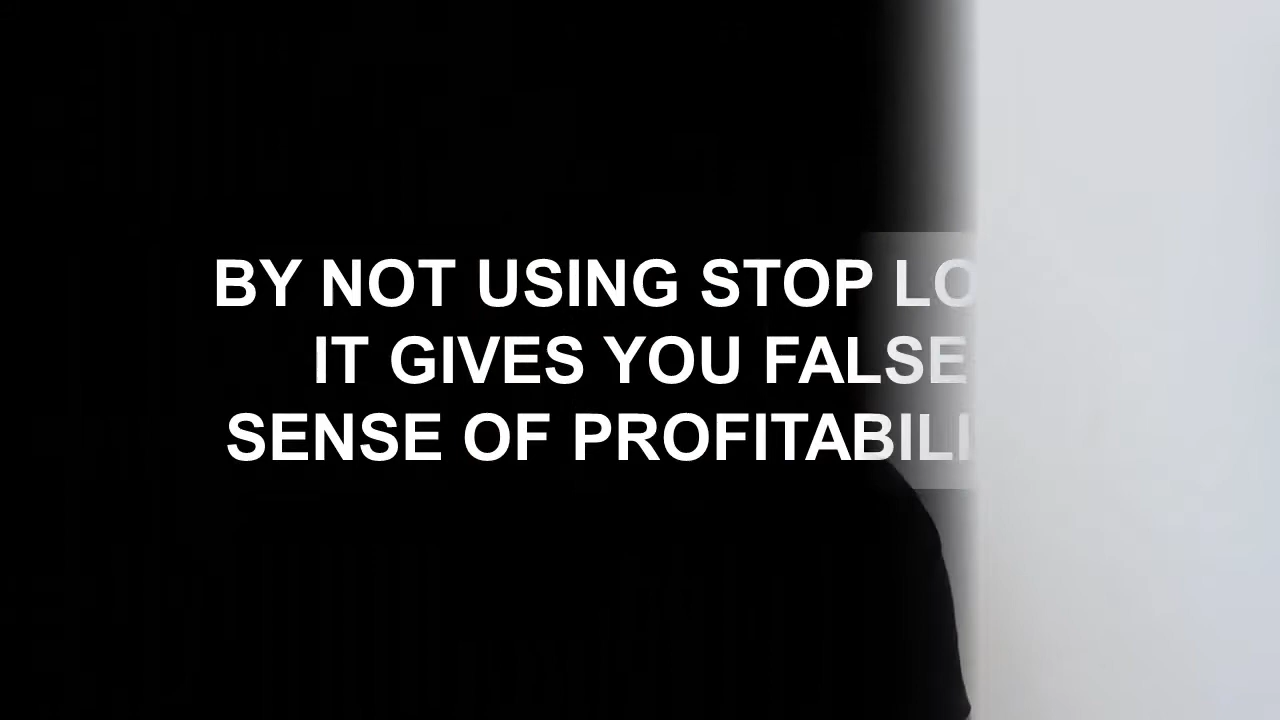 BY NOT USING STOP LO
IT GIVES YOU FALSE
SENSE OF PROFITABILI